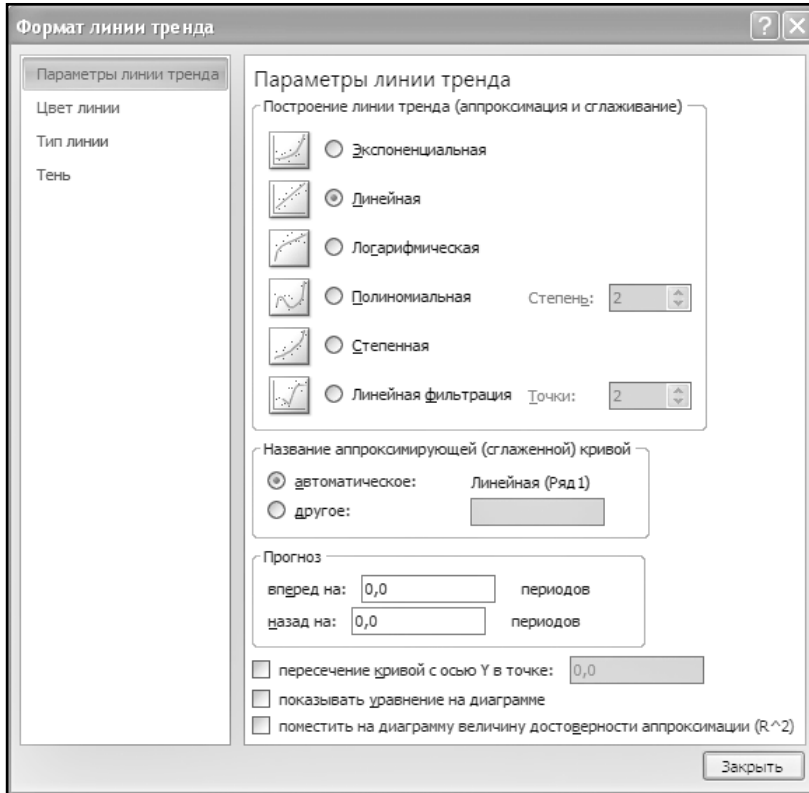 Формат линии тренда
Параметры линии тренда
Цвет линии
Тип линии
Тень
Параметры линии тренда
Построение линии тренда (аппроксимация и сглаживание)
Экспоненциальная
Линейная
Логарифмическая
Полиномиальная Степень: 2
Степенная
Линейная фильтрация Точки: 2
Название аппроксимирующей (сглаженной) кривой
автоматическое: Линейная (Ряд1)
другое:
Прогноз
вперед на: 0,0 периодов
назад на: 0,0 периодов
пересечение кривой с осью Y в точке: 0,0
показывать уравнение на диаграмме
поместить на диаграмму величину достоверности аппроксимации (R^2)
Закрыть